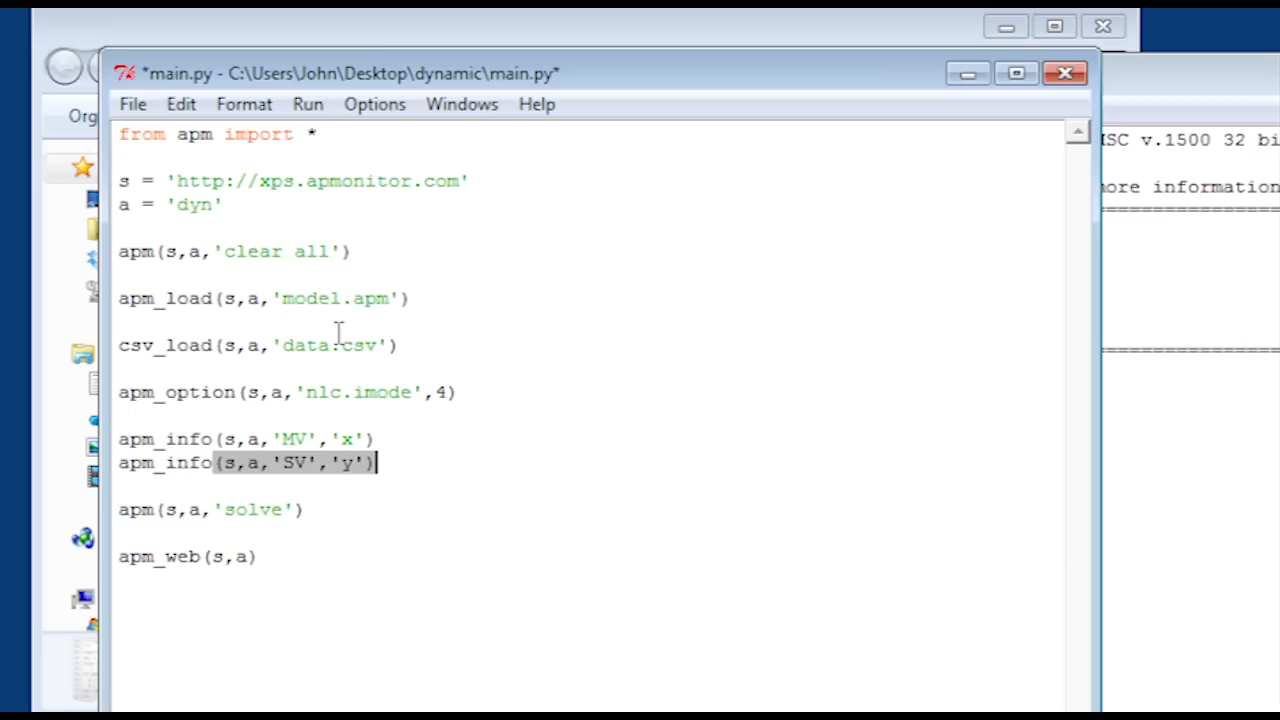 *main.py - C:\Users\John\Desktop\dynamic\main.py*
File Edit Format Run Options Windows Help
Org
from apm import *
s = 'http://xps.apmonitor.com'
a = 'dyn'
apm(s,a,'clear all')
apm_load(s,a,'model.apm')
csv_load(s,a,'data.csv')
apm_option(s,a,'nlc.imode',4)
apm_info(s,a,'MV','x')
apm_info(s,a,'SV','y')
apm(s,a,'solve')
apm_web(s,a)
ISC v.1500 32 bi
more information